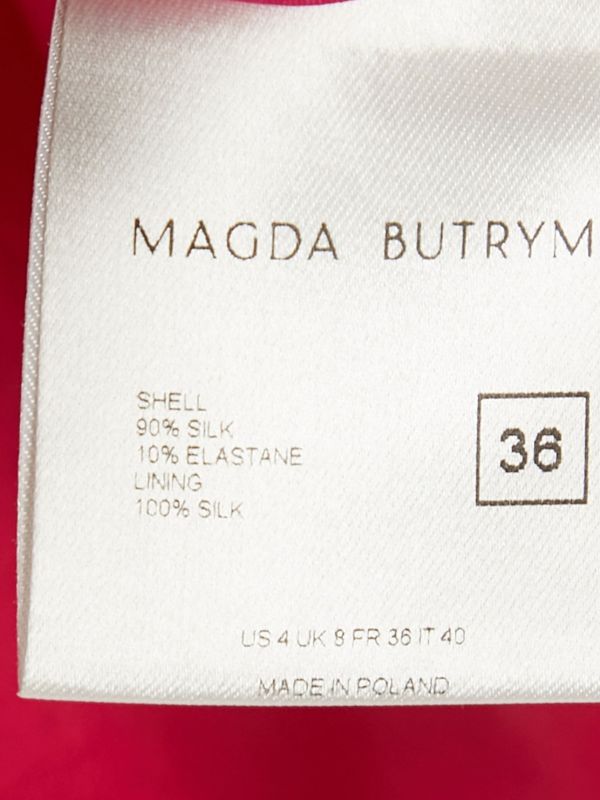 MAGDA BUTRYM
SHELL
90% SILK
10% ELASTANE
LINING
100% SILK
36
US 4 UK 8 FR 36 IT 40
MADE IN POLAND